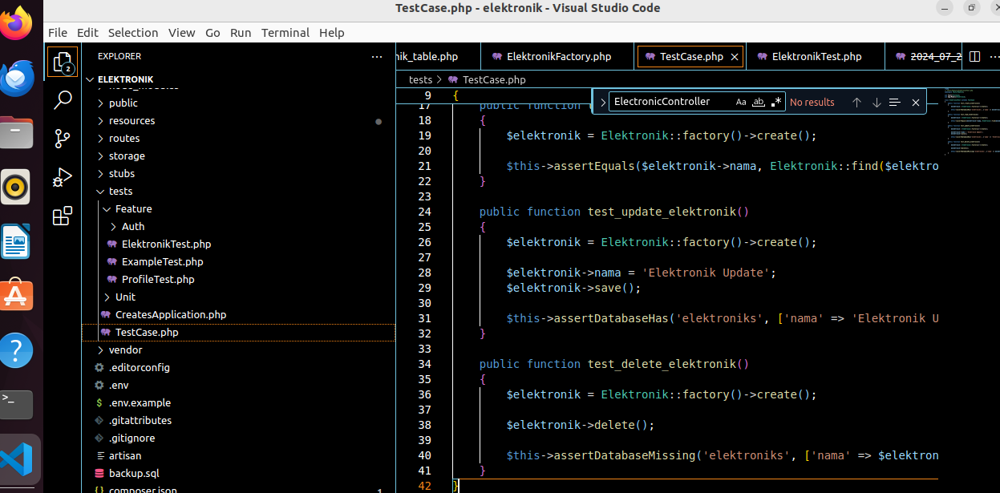 TestCase.php - elektronik - Visual Studio Code
File Edit Selection View Go Run Terminal Help
EXPLORER
ELEKTRONIK
public
resources
routes
storage
stubs
tests
Feature
Auth
ElektronikTest.php
ExampleTest.php
ProfileTest.php
Unit
CreatesApplication.php
TestCase.php
vendor
.editorconfig
.env
.env.example
.gitattributes
.gitignore
artisan
backup.sql
composer.json
2
nik_table.php ElektronikFactory.php TestCase.php ElektronikTest.php 2024_07_2
tests > TestCase.php
ElectronicController Aa ab .* No results
9 {
17 public function
18 {
19 $elektronik = Elektronik::factory()->create();
20
21 $this->assertEquals($elektronik->nama, Elektronik::find($elektro
22 }
23
24 public function test_update_elektronik()
25 {
26 $elektronik = Elektronik::factory()->create();
27
28 $elektronik->nama = 'Elektronik Update';
29 $elektronik->save();
30
31 $this->assertDatabaseHas('elektroniks', ['nama' => 'Elektronik U
32 }
33
34 public function test_delete_elektronik()
35 {
36 $elektronik = Elektronik::factory()->create();
37
38 $elektronik->delete();
39
40 $this->assertDatabaseMissing('elektroniks', ['nama' => $elektron
41 }
42 }